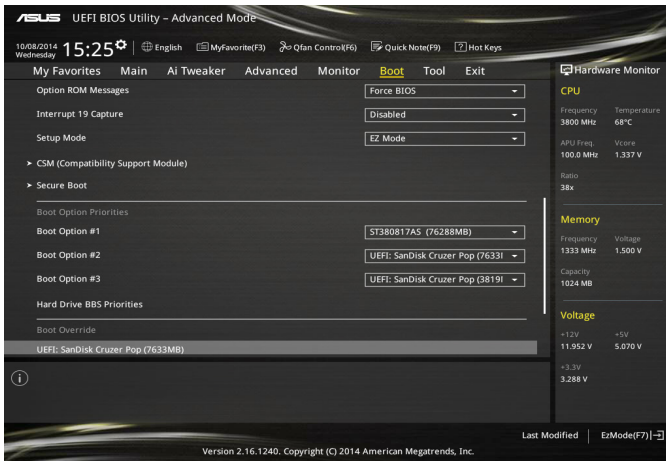 ASUS UEFI BIOS Utility – Advanced Mode
10/08/2014 Wednesday 15:25 English MyFavorite(F3) Qfan Control(F6) Quick Note(F9) ? Hot Keys
My Favorites Main Ai Tweaker Advanced Monitor Boot Tool Exit
Option ROM Messages Force BIOS
Interrupt 19 Capture Disabled
Setup Mode EZ Mode
> CSM (Compatibility Support Module)
> Secure Boot
Boot Option Priorities
Boot Option #1 ST380817AS (76288MB)
Boot Option #2 UEFI: SanDisk Cruzer Pop (7633l
Boot Option #3 UEFI: SanDisk Cruzer Pop (3819l
Hard Drive BBS Priorities
Boot Override
UEFI: SanDisk Cruzer Pop (7633MB)
Hardware Monitor
CPU
Frequency Temperature
3800 MHz 68°C
APU Freq. Vcore
100.0 MHz 1.337 V
Ratio
38x
Memory
Frequency Voltage
1333 MHz 1.500 V
Capacity
1024 MB
Voltage
+12V +5V
11.952 V 5.070 V
+3.3V
3.288 V
Last Modified EzMode(F7)
Version 2.16.1240. Copyright (C) 2014 American Megatrends, Inc.